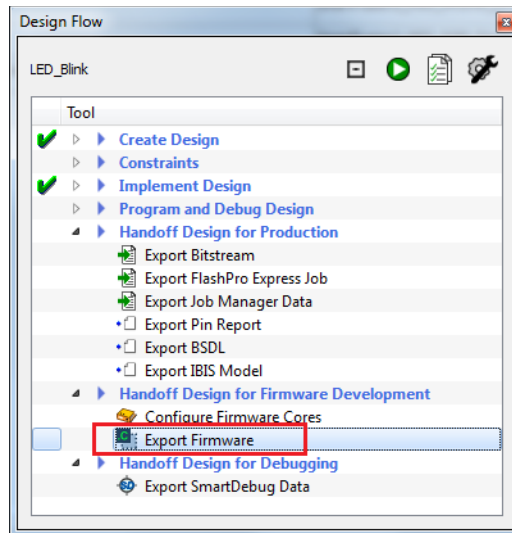 Design Flow
LED_Blink
Tool
Create Design
Constraints
Implement Design
Program and Debug Design
Handoff Design for Production
Export Bitstream
Export FlashPro Express Job
Export Job Manager Data
Export Pin Report
Export BSDL
Export IBIS Model
Handoff Design for Firmware Development
Configure Firmware Cores
Export Firmware
Handoff Design for Debugging
Export SmartDebug Data